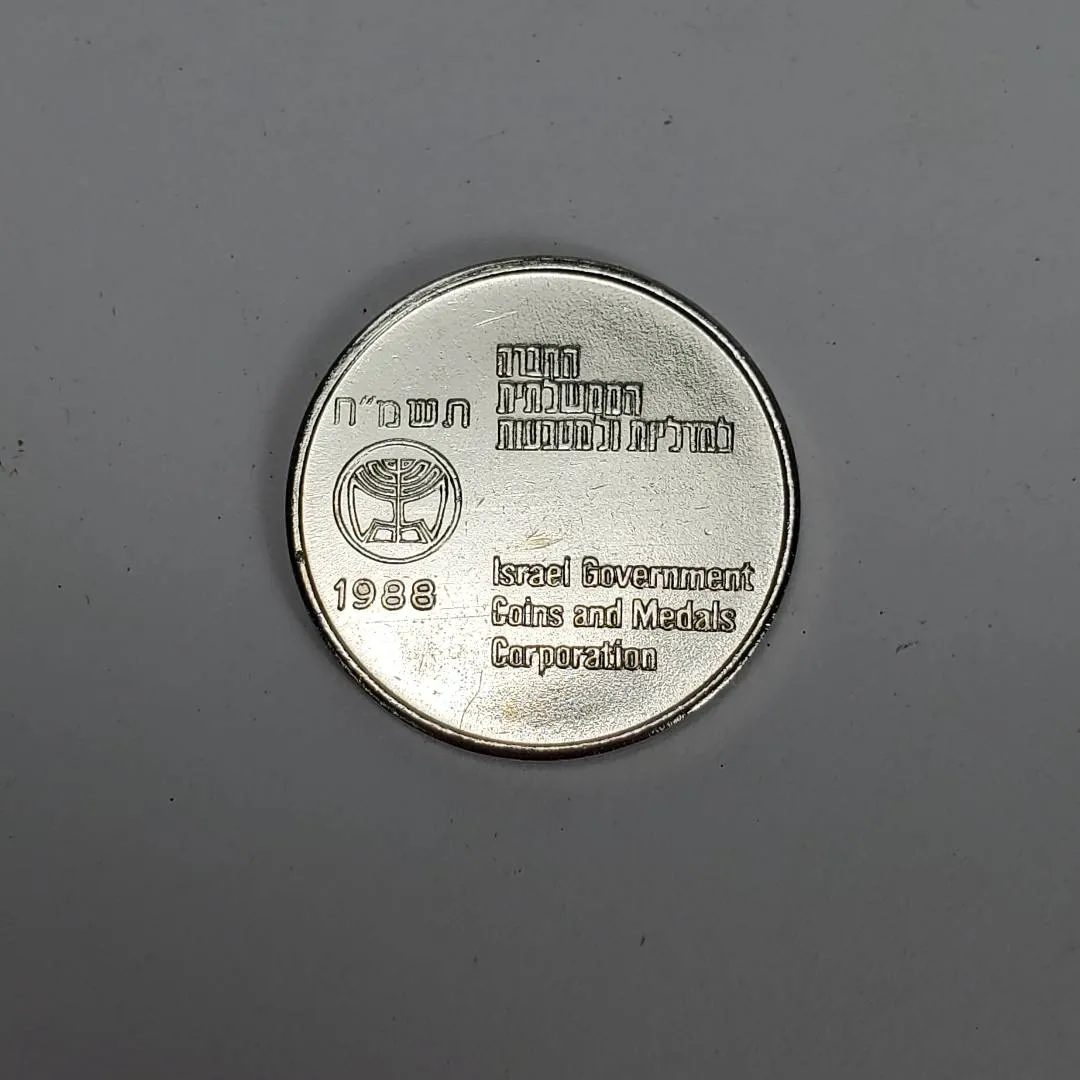 תשמ"ח
1988
החברה
הממשלתית
למדליות ולמטבעות
Israel Government
Coins and Medals
Corporation